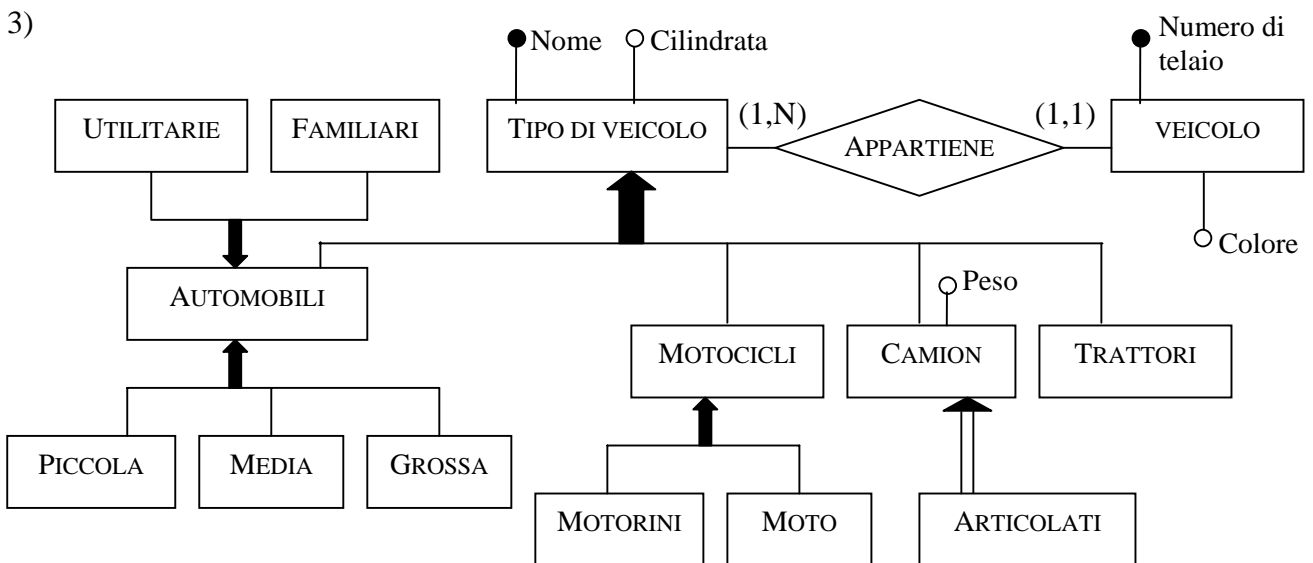 3)
Nome
Cilindrata
Numero di
telaio
UTILITARIE
FAMILIARI
TIPO DI VEICOLO
(1,N)
APPARTIENE
(1,1)
VEICOLO
Colore
AUTOMOBILI
Peso
MOTOCICLI
CAMION
TRATTORI
PICCOLA
MEDIA
GROSSA
MOTORINI
MOTO
ARTICOLATI